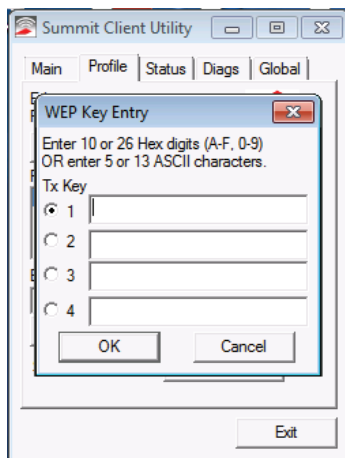 Summit Client Utility
Main Profile Status Diags Global
WEP Key Entry
Enter 10 or 26 Hex digits (A-F, 0-9)
OR enter 5 or 13 ASCII characters.
Tx Key
1
2
3
4
OK Cancel
Exit